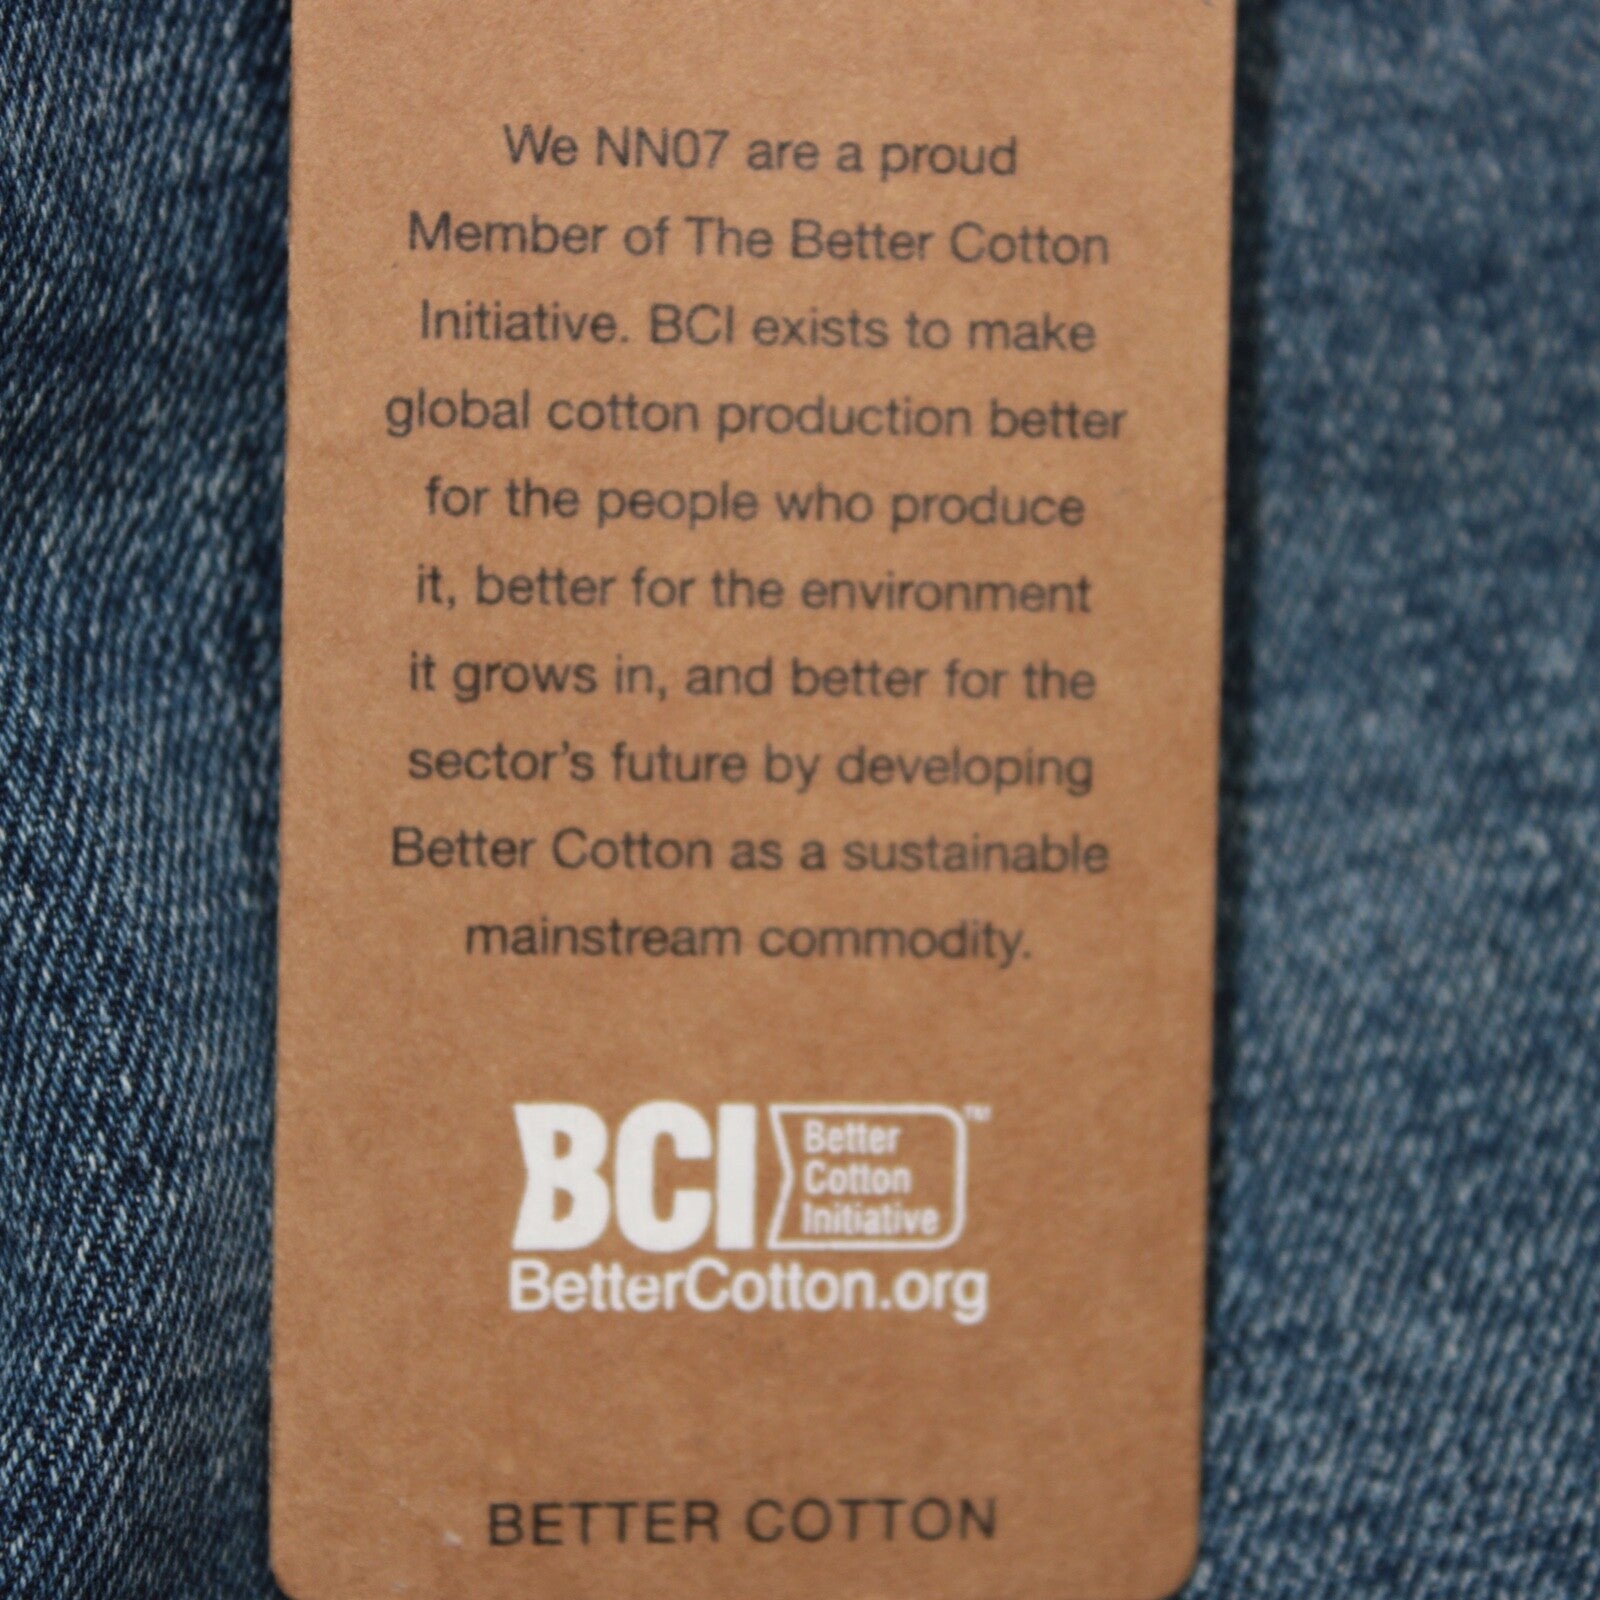 We NN07 are a proud
Member of The Better Cotton
Initiative. BCI exists to make
global cotton production better
for the people who produce
it, better for the environment
it grows in, and better for the
sector's future by developing
Better Cotton as a sustainable
mainstream commodity.
BCI
Better
Cotton
Initiative
™
BetterCotton.org
BETTER COTTON